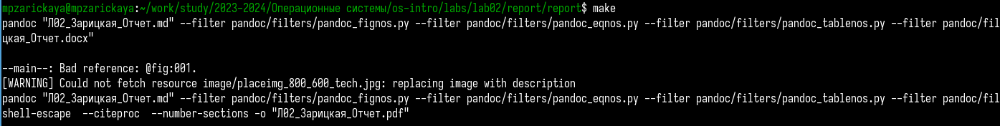 mpzarickaya@mpzarickaya:~/work/study/2023-2024/Операционные системы/os-intro/labs/lab02/report/report$ make
pandoc "Л02_Зарицкая_Отчет.md" --filter pandoc/filters/pandoc_fignos.py --filter pandoc/filters/pandoc_eqnos.py --filter pandoc/filters/pandoc_tablenos.py --filter pandoc/fil
цкая_Отчет.docx"
--main--: Bad reference: @fig:001.
[WARNING] Could not fetch resource image/placeimg_800_600_tech.jpg: replacing image with description
pandoc "Л02_Зарицкая_Отчет.md" --filter pandoc/filters/pandoc_fignos.py --filter pandoc/filters/pandoc_eqnos.py --filter pandoc/filters/pandoc_tablenos.py --filter pandoc/fil
shell-escape  --citeproc  --number-sections -o "Л02_Зарицкая_Отчет.pdf"